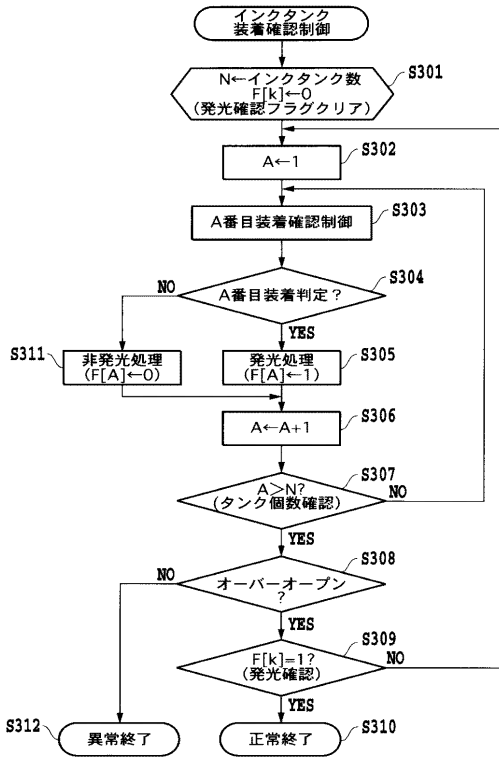 インクタンク
装着確認制御
N←インクタンク数
F[k]←0
(発光確認フラグクリア)
S301
A←1
S302
A番目装着確認制御
S303
A番目装着判定?
S304
NO
YES
S311
非発光処理
(F[A]←0)
発光処理
(F[A]←1)
S305
A←A+1
S306
A>N?
(タンク個数確認)
S307
NO
YES
オーバーオープン
?
S308
NO
YES
F[k]=1?
(発光確認)
S309
NO
YES
S312
異常終了
正常終了
S310